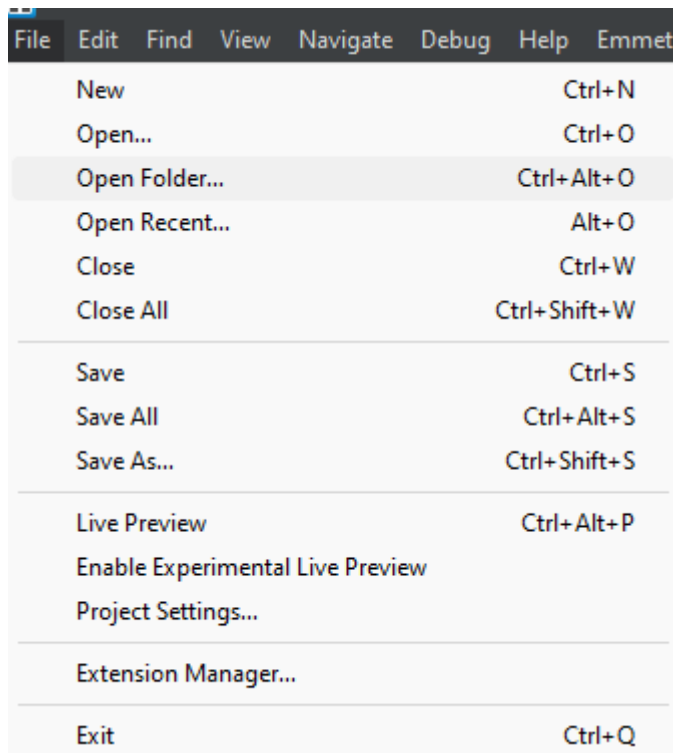 File Edit Find View Navigate Debug Help Emmet
New Ctrl+N
Open... Ctrl+O
Open Folder... Ctrl+Alt+O
Open Recent... Alt+O
Close Ctrl+W
Close All Ctrl+Shift+W
Save Ctrl+S
Save All Ctrl+Alt+S
Save As... Ctrl+Shift+S
Live Preview Ctrl+Alt+P
Enable Experimental Live Preview
Project Settings...
Extension Manager...
Exit Ctrl+Q